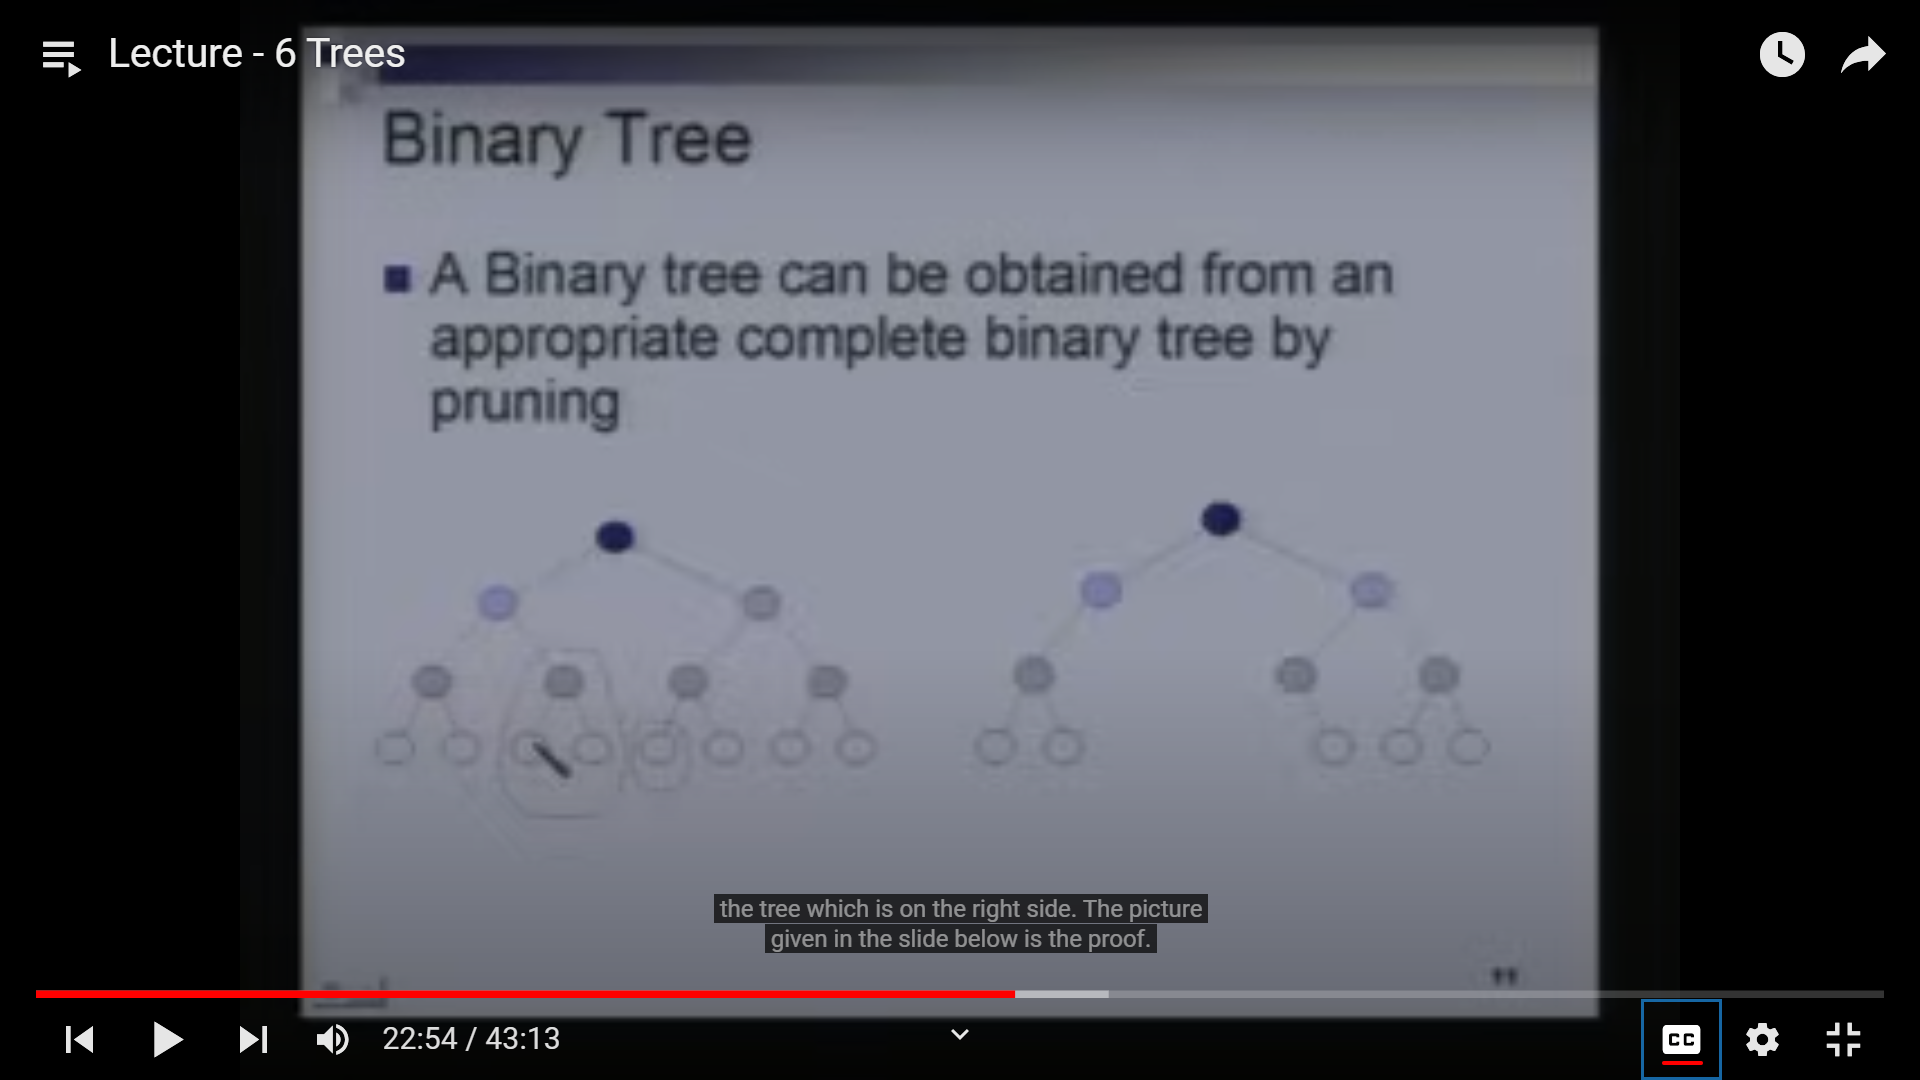 Lecture - 6 Trees
Binary Tree
A Binary tree can be obtained from an
appropriate complete binary tree by
pruning
the tree which is on the right side. The picture
given in the slide below is the proof.
11
22:54 / 43:13
CC